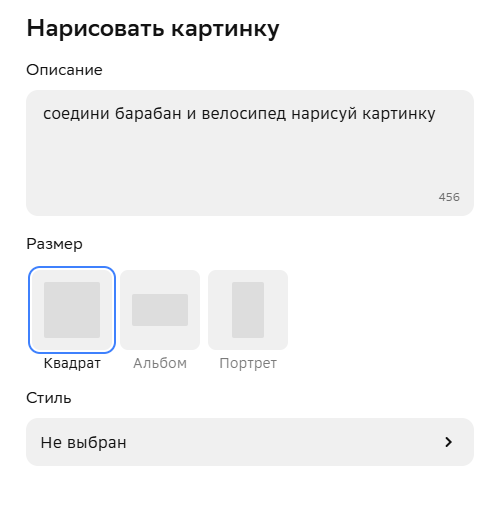 Нарисовать картинку
Описание
соедини барабан и велосипед нарисуй картинку
456
Размер
Квадрат Альбом Портрет
Стиль
Не выбран